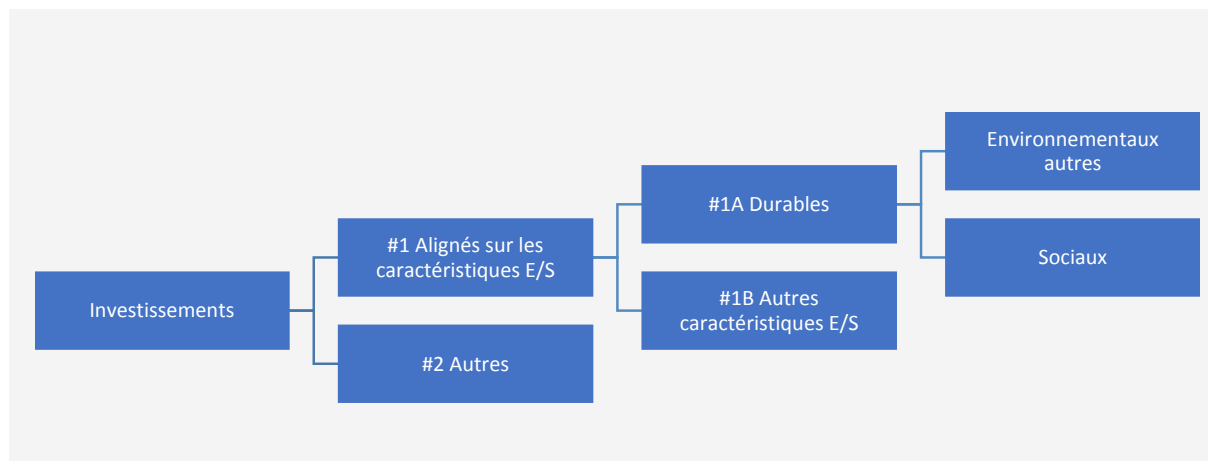 Investissements
#1 Alignés sur les
caractéristiques E/S
#2 Autres
#1A Durables
#1B Autres
caractéristiques E/S
Environnementaux
autres
Sociaux